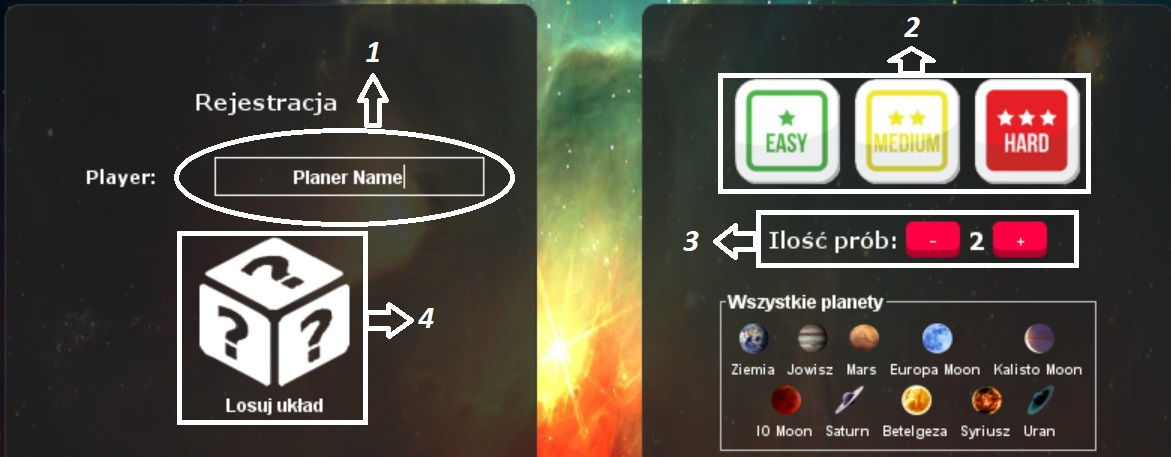 1
Rejestracja
Player: Planer Name
? ? ?
Losuj układ
4
2
EASY MEDIUM HARD
3
Ilość prób: - 2 +
Wszystkie planety
Ziemia Jowisz Mars Europa Moon Kalisto Moon
IO Moon Saturn Betelgeza Syriusz Uran